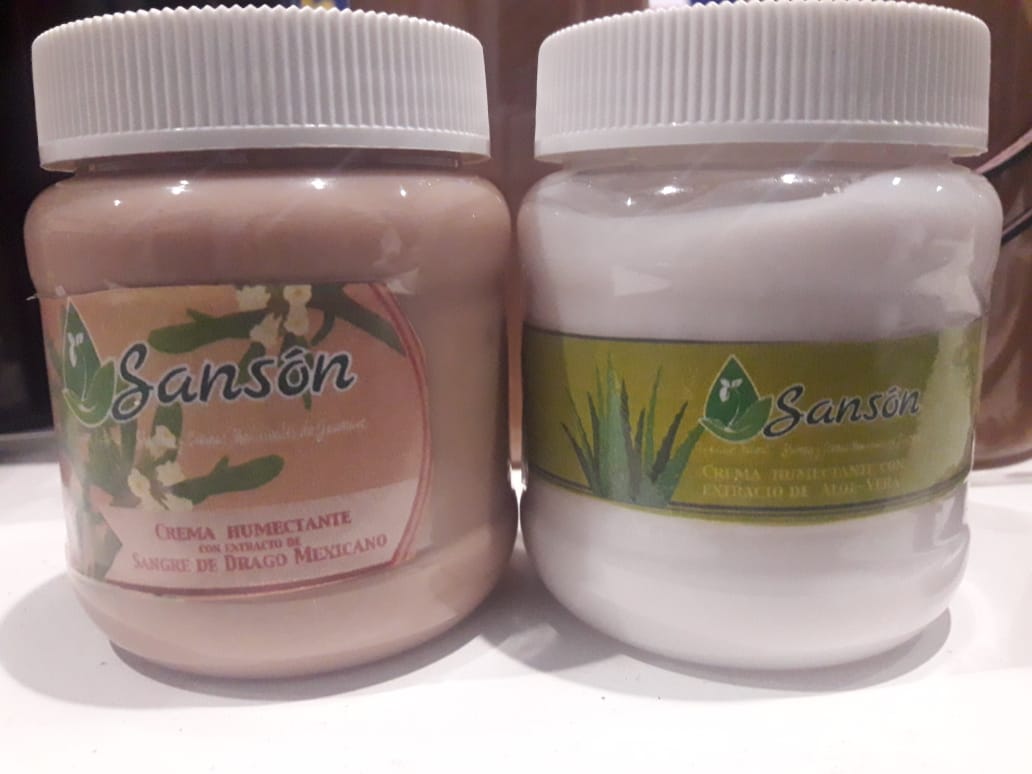 Sansón
CREMA HUMECTANTE
CON EXTRACTO DE
SANGRE DE DRAGO MEXICANO
Sansón
CREMA HUMECTANTE CON
EXTRACTO DE ALOE-VERA